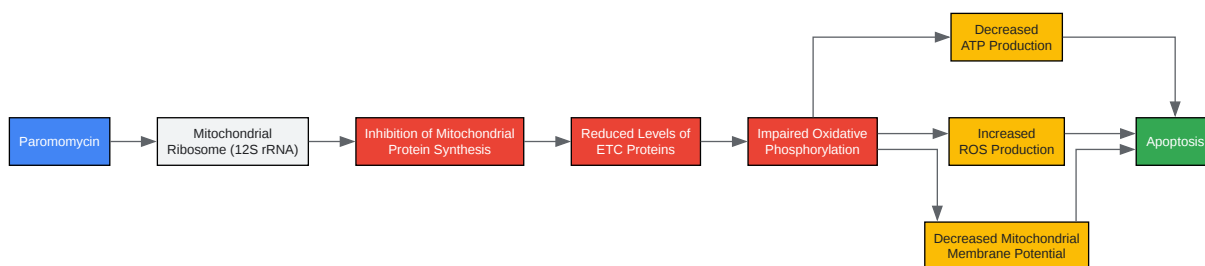 Paromomycin
Mitochondrial
Ribosome (12S rRNA)
Inhibition of Mitochondrial
Protein Synthesis
Reduced Levels of
ETC Proteins
Impaired Oxidative
Phosphorylation
Decreased
ATP Production
Increased
ROS Production
Decreased Mitochondrial
Membrane Potential
Apoptosis